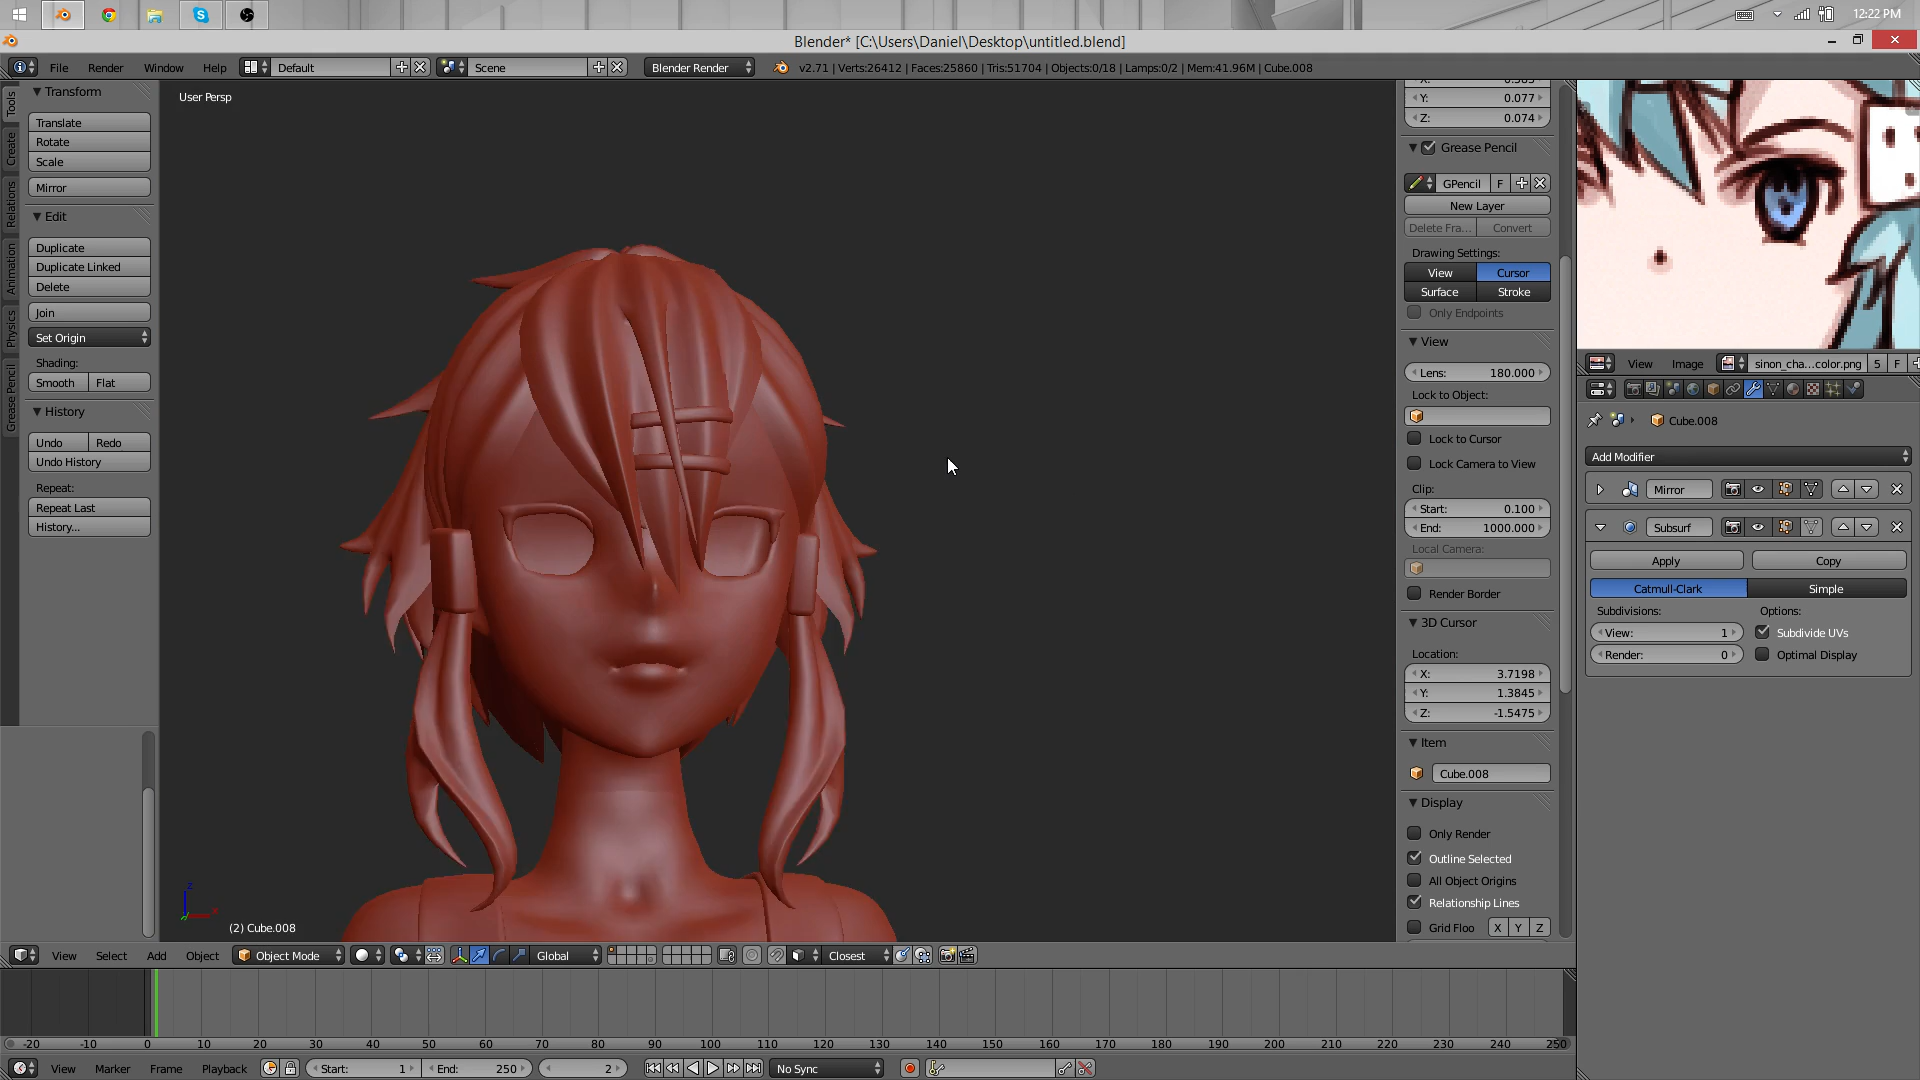 12:22 PM
Blender* [C:\Users\Daniel\Desktop\untitled.blend]
File Render Window Help Default Scene Blender Render v2.71 | Verts:26412 | Faces:25860 | Tris:51704 | Objects:0/18 | Lamps:0/2 | Mem:41.96M | Cube.008
Tools
Create
Relations
Animation
Physics
Grease Pencil
Transform
Translate
Rotate
Scale
Mirror
Edit
Duplicate
Duplicate Linked
Delete
Join
Set Origin
Shading:
Smooth Flat
History
Undo Redo
Undo History
Repeat:
Repeat Last
History...
User Persp
(2) Cube.008
Y: 0.077
Z: 0.074
Grease Pencil
GPencil F
New Layer
Delete Fra... Convert
Drawing Settings:
View Cursor
Surface Stroke
Only Endpoints
View
Lens: 180.000
Lock to Object:
Lock to Cursor
Lock Camera to View
Clip:
Start: 0.100
End: 1000.000
Local Camera:
Render Border
3D Cursor
Location:
X: 3.7198
Y: 1.3845
Z: -1.5475
Item
Cube.008
Display
Only Render
Outline Selected
All Object Origins
Relationship Lines
Grid Floo X Y Z
View Image sinon_cha...color.png 5 F
Cube.008
Add Modifier
Mirror
Subsurf
Apply Copy
Catmull-Clark Simple
Subdivisions: Options:
View: 1 Subdivide UVs
Render: 0 Optimal Display
View Select Add Object Object Mode Global Closest
-20 -10 0 10 20 30 40 50 60 70 80 90 100 110 120 130 140 150 160 170 180 190 200 210 220 230 240 250
View Marker Frame Playback Start: 1 End: 250 2 No Sync